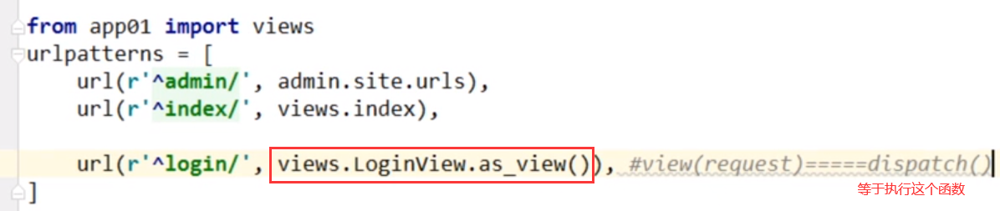 from app01 import views
urlpatterns = [
    url(r'^admin/', admin.site.urls),
    url(r'^index/', views.index),
    url(r'^login/', views.LoginView.as_view()), #view(request)=====dispatch()
等于执行这个函数
]